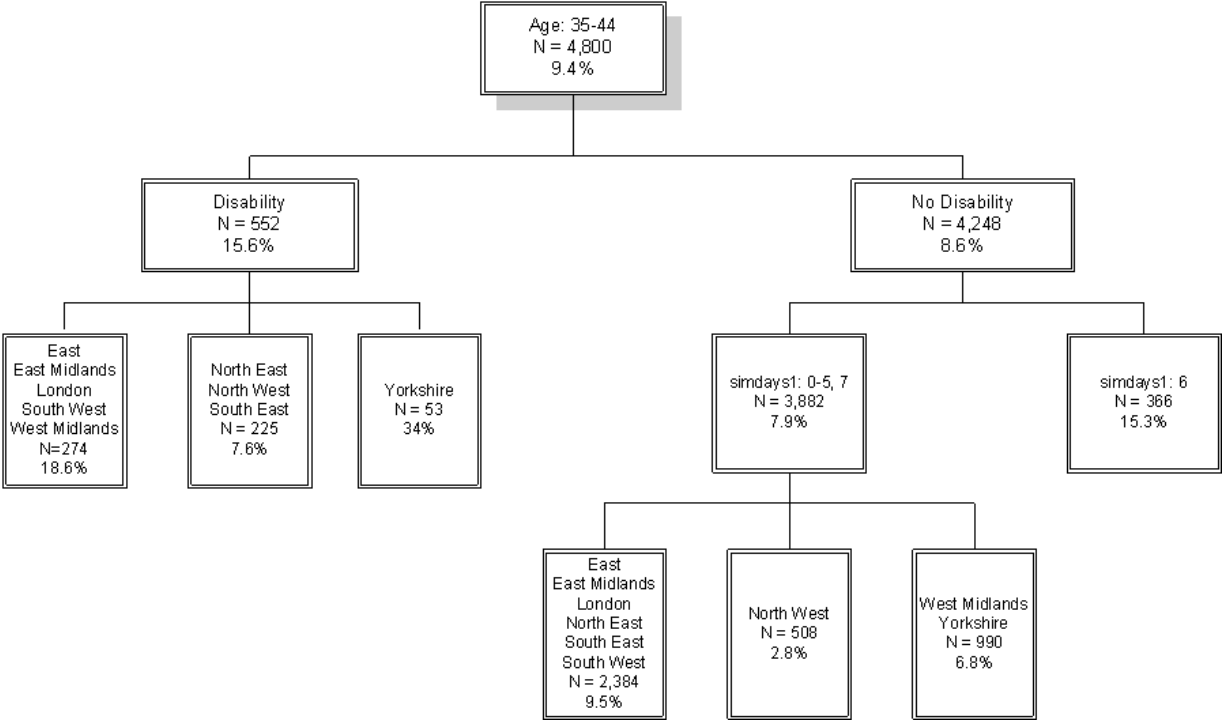 Age: 35-44
N = 4,800
9.4%
Disability
N = 552
15.6%
No Disability
N = 4,248
8.6%
East
East Midlands
London
South West
West Midlands
N=274
18.6%
North East
North West
South East
N = 225
7.6%
Yorkshire
N = 53
34%
simdays1: 0-5, 7
N = 3,882
7.9%
simdays1: 6
N = 366
15.3%
East
East Midlands
London
North East
South East
South West
N = 2,384
9.5%
North West
N = 508
2.8%
West Midlands
Yorkshire
N = 990
6.8%